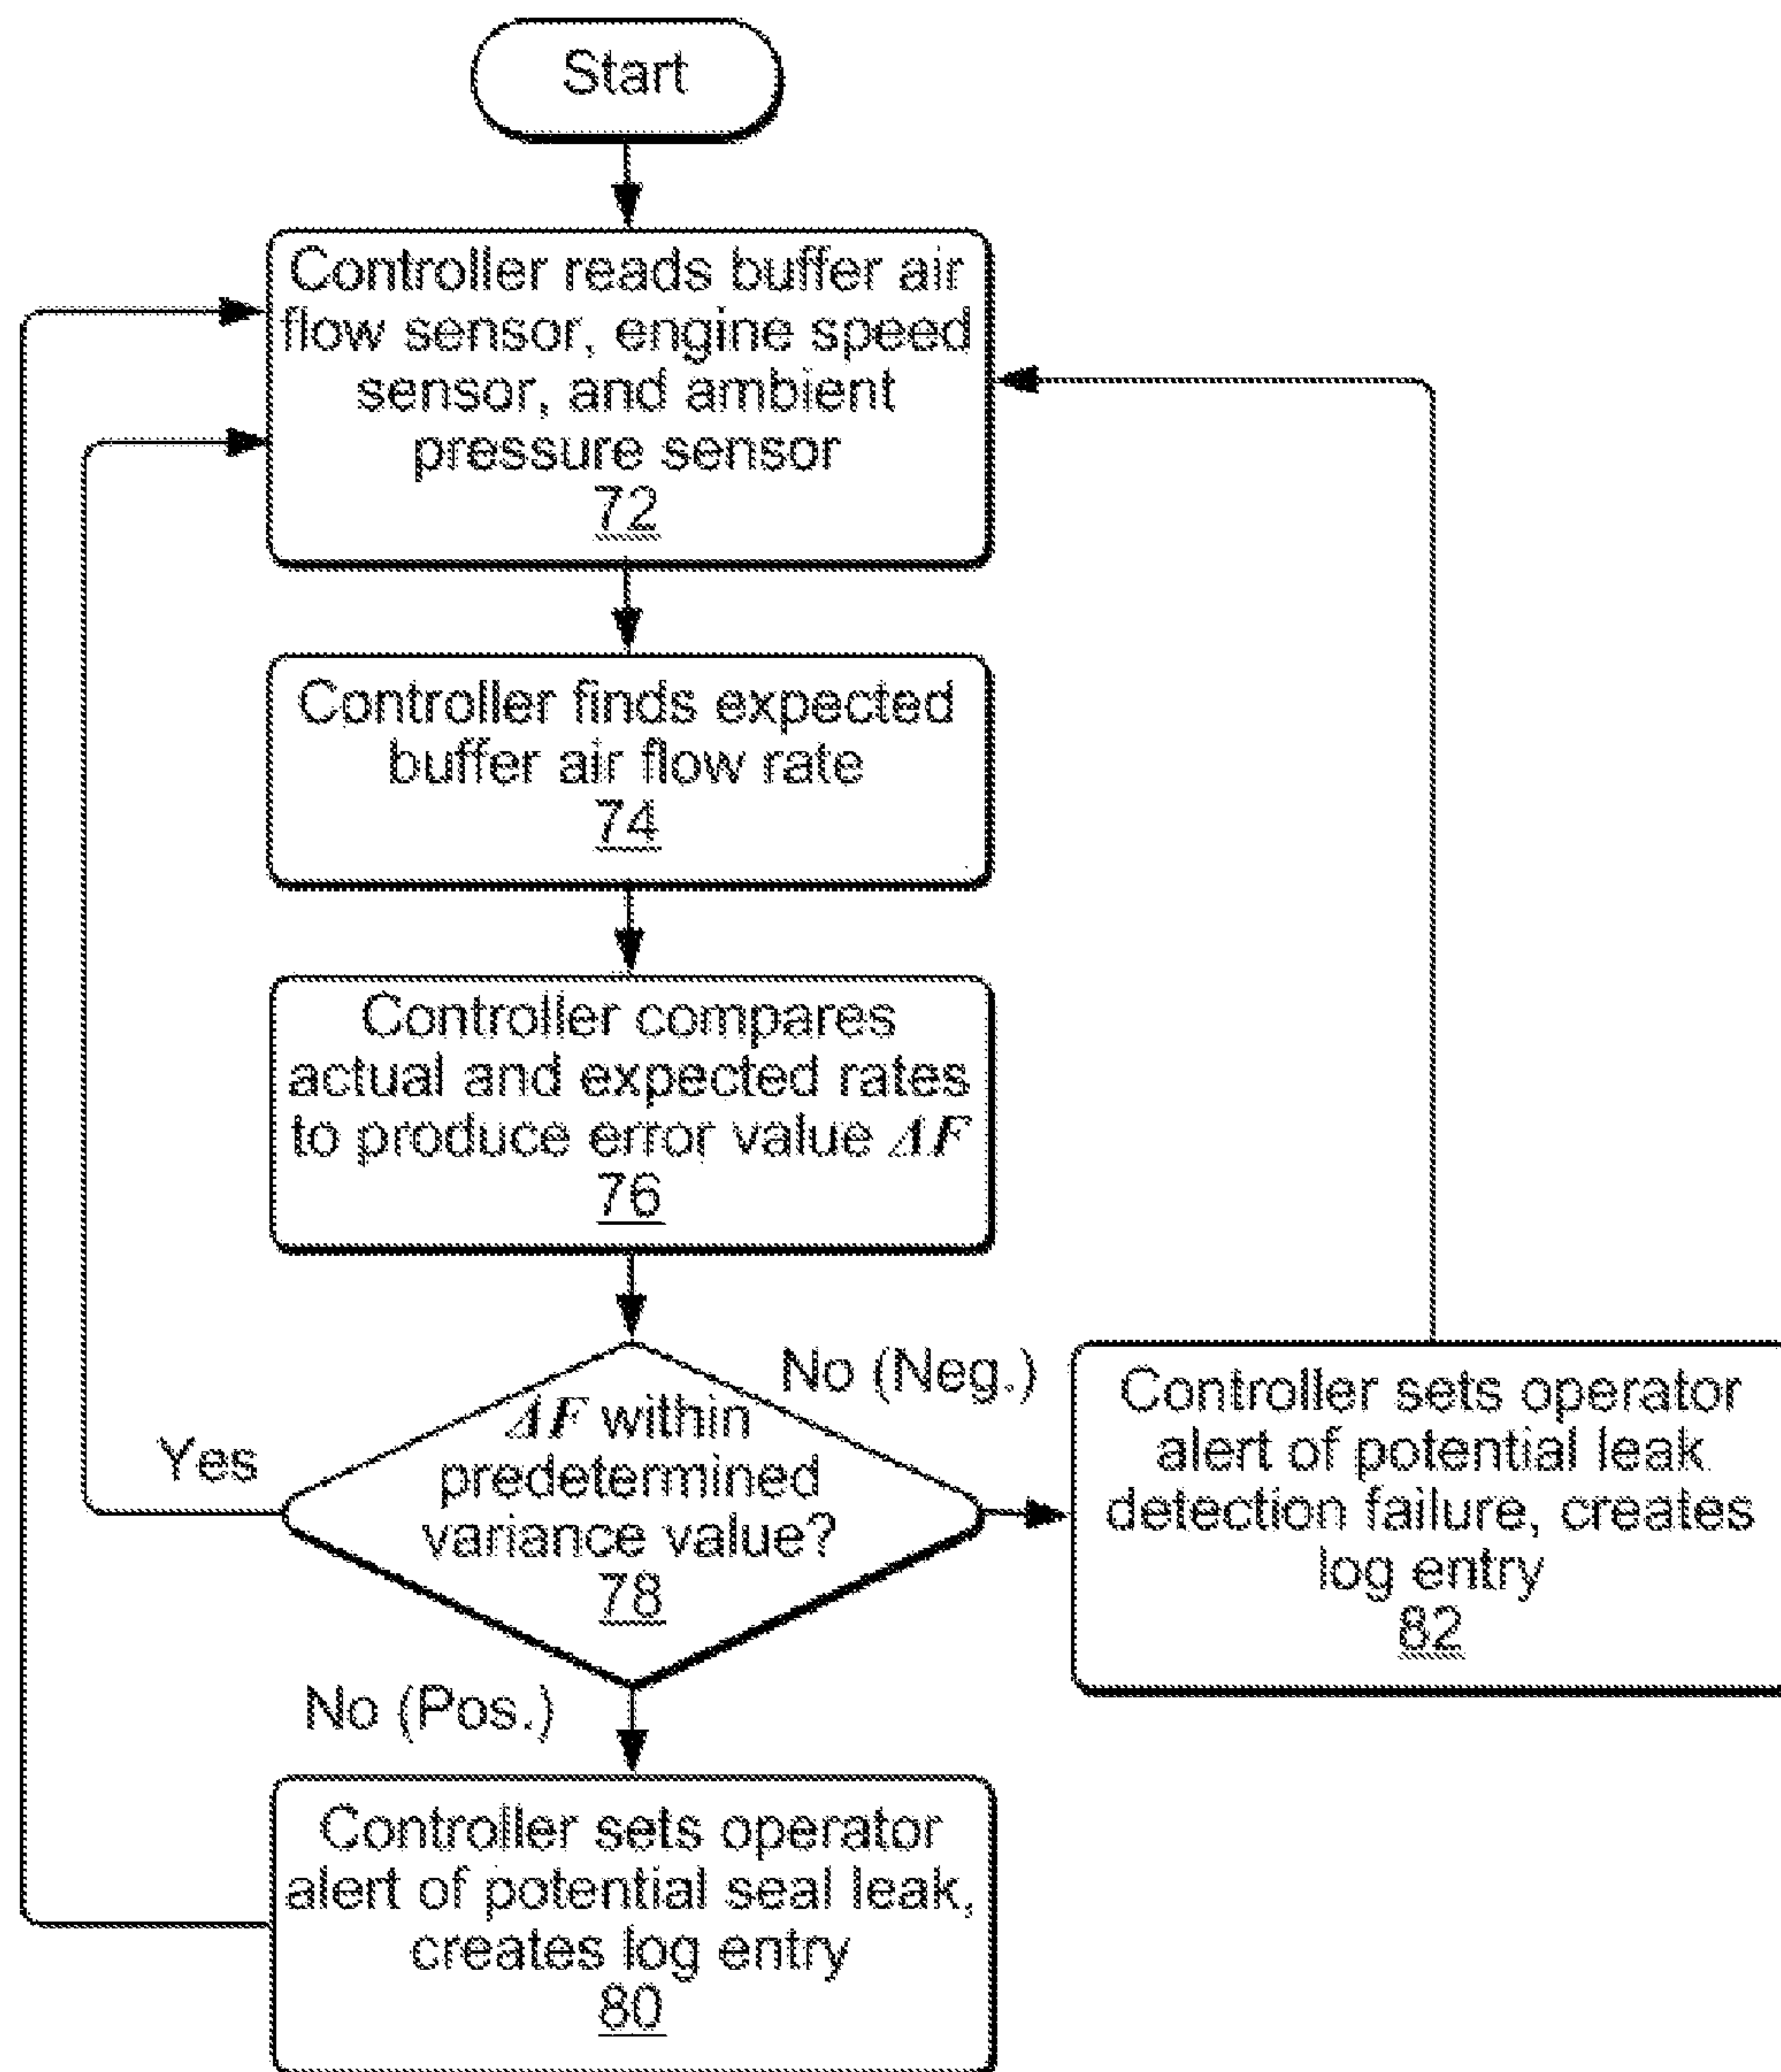 Start
Controller reads buffer air
flow sensor, engine speed
sensor, and ambient
pressure sensor
72
Controller finds expected
buffer air flow rate
74
Controller compares
actual and expected rates
to produce error value ΔF
76
No (Neg.)
ΔF within
predetermined
variance value?
78
Yes
Controller sets operator
alert of potential leak
detection failure, creates
log entry
82
No (Pos.)
Controller sets operator
alert of potential seal leak,
creates log entry
80